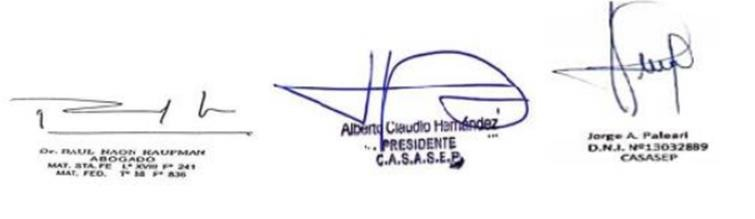 Dr. RAUL NAON KAUFMAN
ABOGADO
MAT. STA. FE L° XVIII F° 241
MAT. FED. T° 58 F° 836
Alberto Claudio Hernández
PRESIDENTE
C.A.S.A.S.E.P.
Jorge A. Paleari
D.N.I. Nº13032889
CASASEP